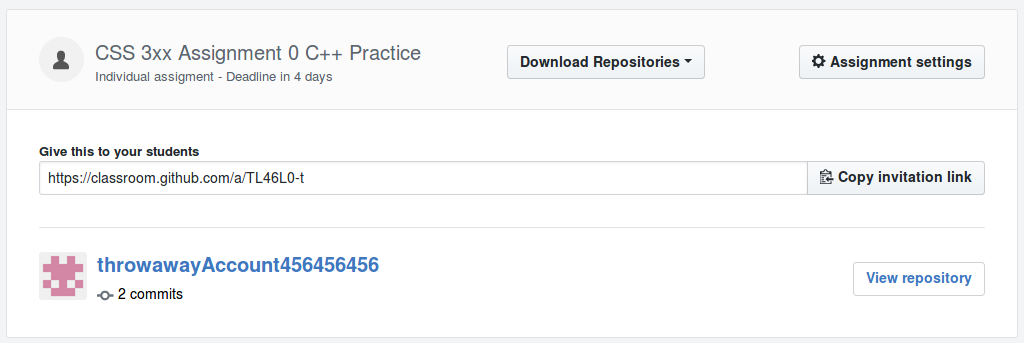 CSS 3xx Assignment 0 C++ Practice
Individual assigment - Deadline in 4 days
Download Repositories
Assignment settings
Give this to your students
https://classroom.github.com/a/TL46L0-t
Copy invitation link
throwawayAccount456456456
2 commits
View repository